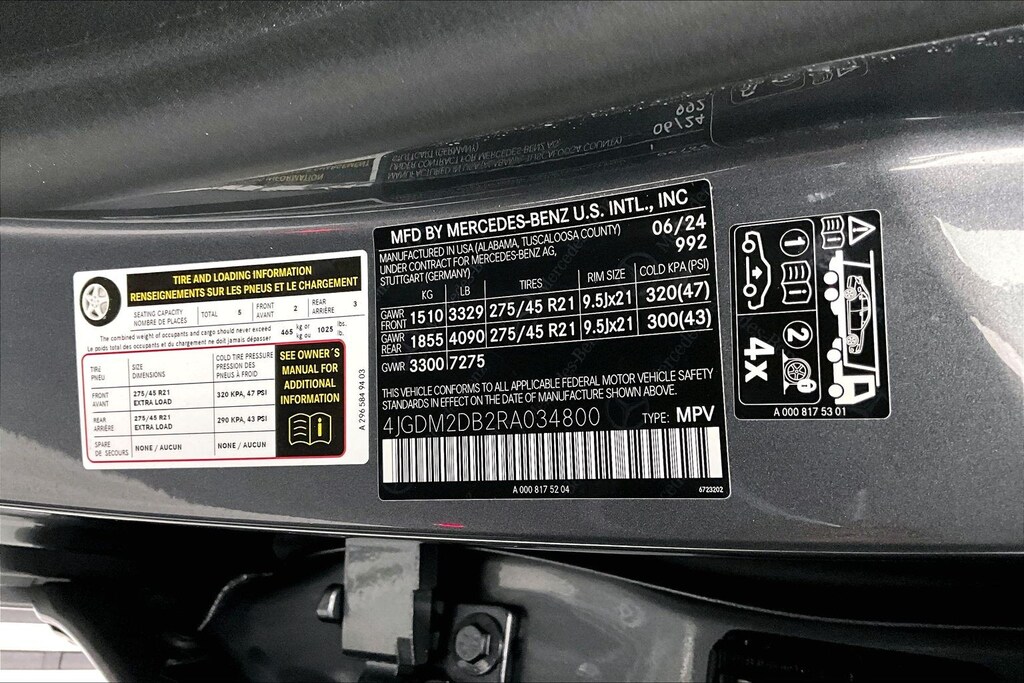 TIRE AND LOADING INFORMATION
RENSEIGNEMENTS SUR LES PNEUS ET LE CHARGEMENT
SEATING CAPACITY
NOMBRE DE PLACES
TOTAL 5
FRONT
AVANT 2
REAR
ARRIÈRE 3
The combined weight of occupants and cargo should never exceed 465 kg or 1025 lbs.
Le poids total des occupants et du chargement ne doit jamais dépasser kg ou lb.
TIRE
PNEU
SIZE
DIMENSIONS
COLD TIRE PRESSURE
PRESSION DES
PNEUS À FROID
FRONT
AVANT
275/45 R21
EXTRA LOAD
320 KPA, 47 PSI
REAR
ARRIÈRE
275/45 R21
EXTRA LOAD
290 KPA, 43 PSI
SPARE
DE SECOURS
NONE / AUCUN
NONE / AUCUN
SEE OWNER'S
MANUAL FOR
ADDITIONAL
INFORMATION
A 296 584 94 03
MFD BY MERCEDES-BENZ U.S. INTL., INC
MANUFACTURED IN USA (ALABAMA, TUSCALOOSA COUNTY)
UNDER CONTRACT FOR MERCEDES-BENZ AG,
STUTTGART (GERMANY)
06/24
992
KG LB TIRES RIM SIZE COLD KPA (PSI)
GAWR
FRONT 1510 3329 275/45 R21 9.5Jx21 320(47)
GAWR
REAR 1855 4090 275/45 R21 9.5Jx21 300(43)
GVWR 3300 7275
THIS VEHICLE CONFORMS TO ALL APPLICABLE FEDERAL MOTOR VEHICLE SAFETY
STANDARDS IN EFFECT ON THE DATE OF MANUFACTURE SHOWN ABOVE.
4JGDM2DB2RA034800 TYPE: MPV
A 000 817 52 04
6723202
1
2
4x
A 000 817 53 01